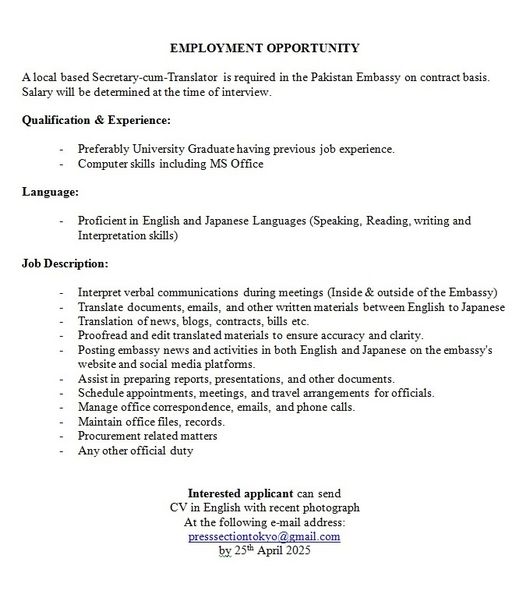 EMPLOYMENT OPPORTUNITY
A local based Secretary-cum-Translator is required in the Pakistan Embassy on contract basis.
Salary will be determined at the time of interview.
Qualification & Experience:
- Preferably University Graduate having previous job experience.
- Computer skills including MS Office
Language:
- Proficient in English and Japanese Languages (Speaking, Reading, writing and
Interpretation skills)
Job Description:
- Interpret verbal communications during meetings (Inside & outside of the Embassy)
- Translate documents, emails, and other written materials between English to Japanese
- Translation of news, blogs, contracts, bills etc.
- Proofread and edit translated materials to ensure accuracy and clarity.
- Posting embassy news and activities in both English and Japanese on the embassy's
website and social media platforms.
- Assist in preparing reports, presentations, and other documents.
- Schedule appointments, meetings, and travel arrangements for officials.
- Manage office correspondence, emails, and phone calls.
- Maintain office files, records.
- Procurement related matters
- Any other official duty
Interested applicant can send
CV in English with recent photograph
At the following e-mail address:
presssectiontokyo@gmail.com
by 25th April 2025